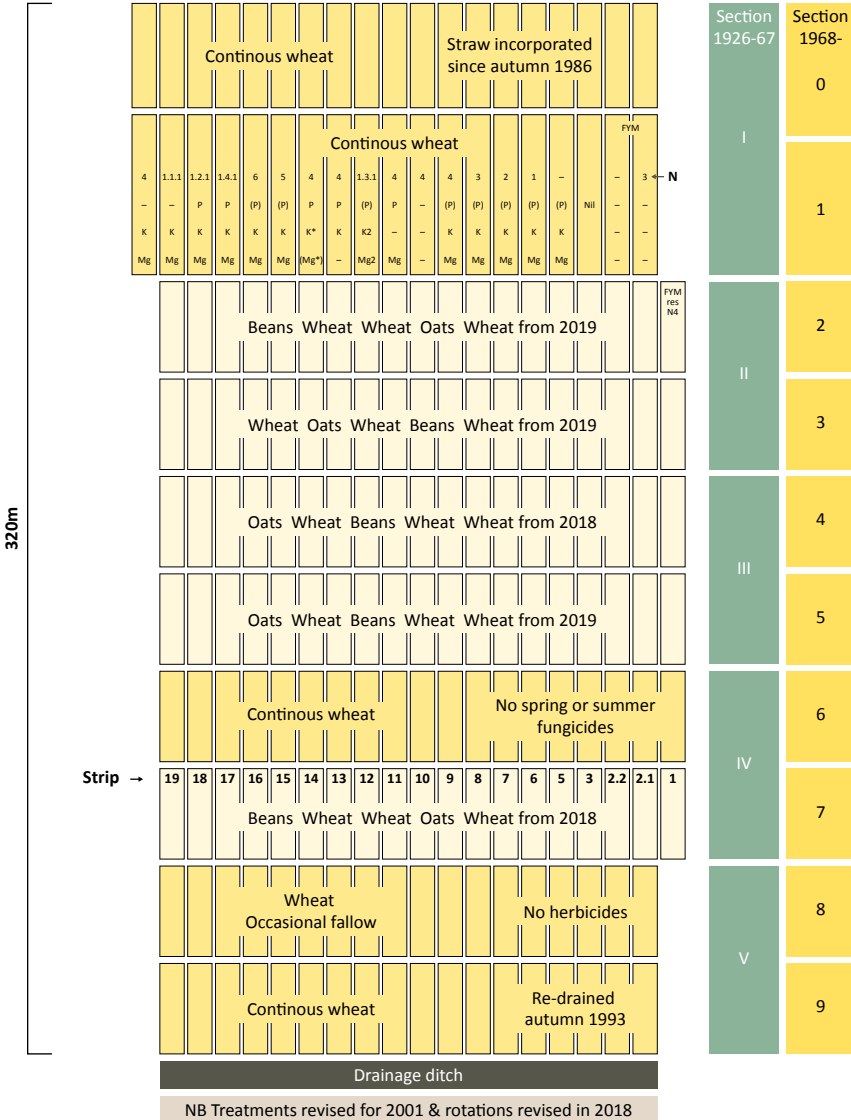 Section
1926-67
Section
1968-
Continous wheat
Straw incorporated
since autumn 1986
0
I
Continous wheat
FYM
4 1.1.1 1.2.1 1.4.1 6 5 4 4 1.3.1 4 4 4 3 2 1 – – 3 ← N
– – P P (P) (P) P P (P) P – (P) (P) (P) (P) (P) Nil – –
K K K K K K K* K K2 – – K K K K K – –
Mg Mg Mg Mg Mg Mg (Mg*) – Mg2 Mg – Mg Mg Mg Mg Mg – –
1
FYM
res
N4
Beans Wheat Wheat Oats Wheat from 2019
2
II
Wheat Oats Wheat Beans Wheat from 2019
3
320m
Oats Wheat Beans Wheat Wheat from 2018
4
III
Oats Wheat Beans Wheat Wheat from 2019
5
Continous wheat
No spring or summer
fungicides
6
IV
Strip → 19 18 17 16 15 14 13 12 11 10 9 8 7 6 5 3 2.2 2.1 1
Beans Wheat Wheat Oats Wheat from 2018
7
Wheat
Occasional fallow
No herbicides
8
V
Continous wheat
Re-drained
autumn 1993
9
Drainage ditch
NB Treatments revised for 2001 & rotations revised in 2018